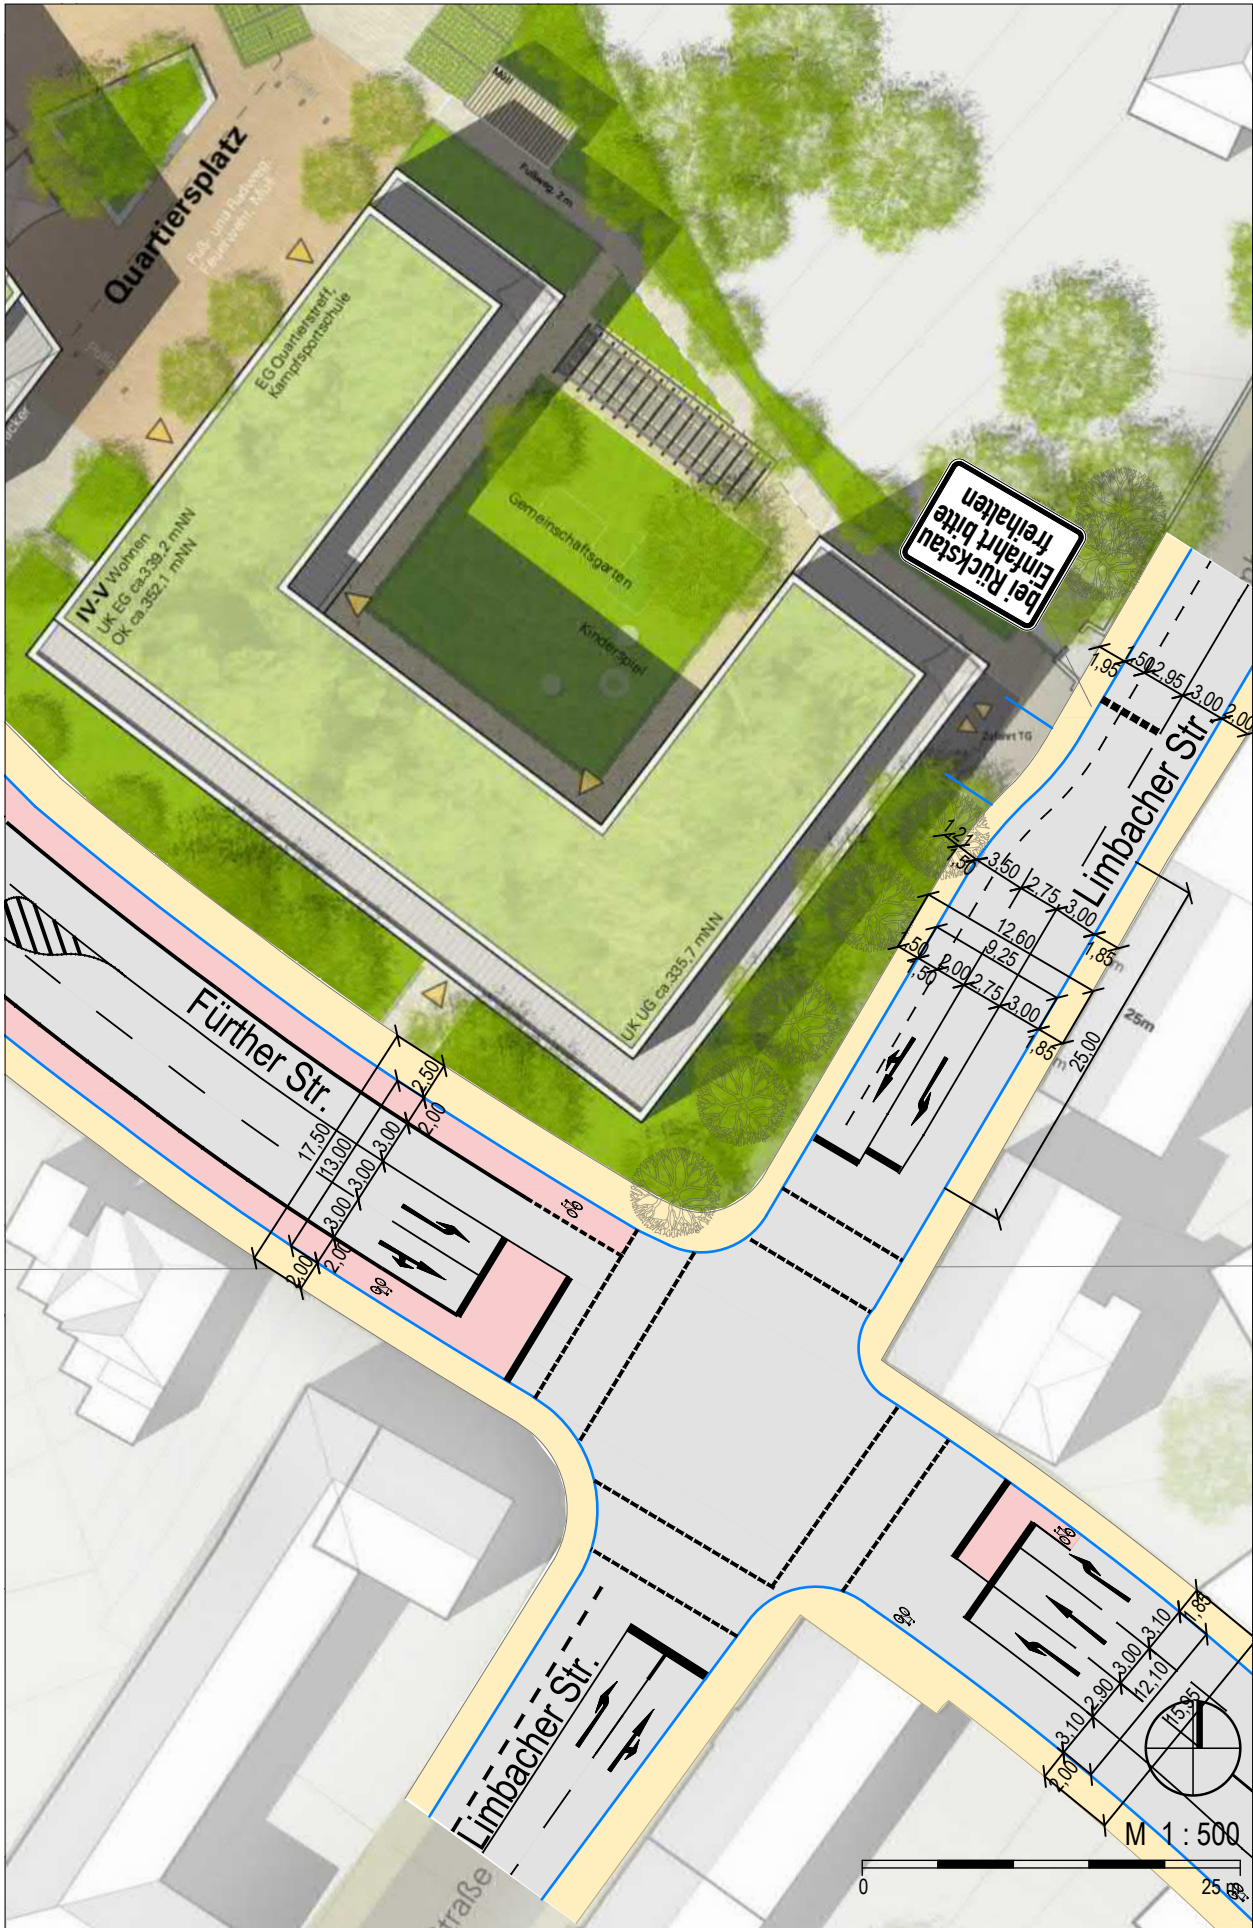 Müll
Quartiersplatz
Fuß- und Radweg,
Feuerwehr, Müll
Fußweg, 2m
EG Quartierstreff,
Kampfsportschule
IV-V Wohnen
UK EG ca.339,2 mNN
OK ca.352,1 mNN
Gemeinschaftsgarten
Kinderspiel
bei Rückstau
Einfahrt bitte
freihalten
Zufahrt TG
UK UG ca.335,7 mNN
1,95
1,50
2,95
3,00
2,00
Limbacher Str.
1,21
1,50
3,50
2,75
3,00
1,85
12,60
9,25
1,50
1,50
2,00
2,75
3,00
1,85
25m
25,00
Fürther Str.
17,50
13,00
2,50
2,00
3,00
3,00
3,00
2,00
2,00
Limbacher Str.
1,85
3,10
3,00
2,90
3,10
2,00
12,10
15,95
straße
M 1 : 500
0
25 m